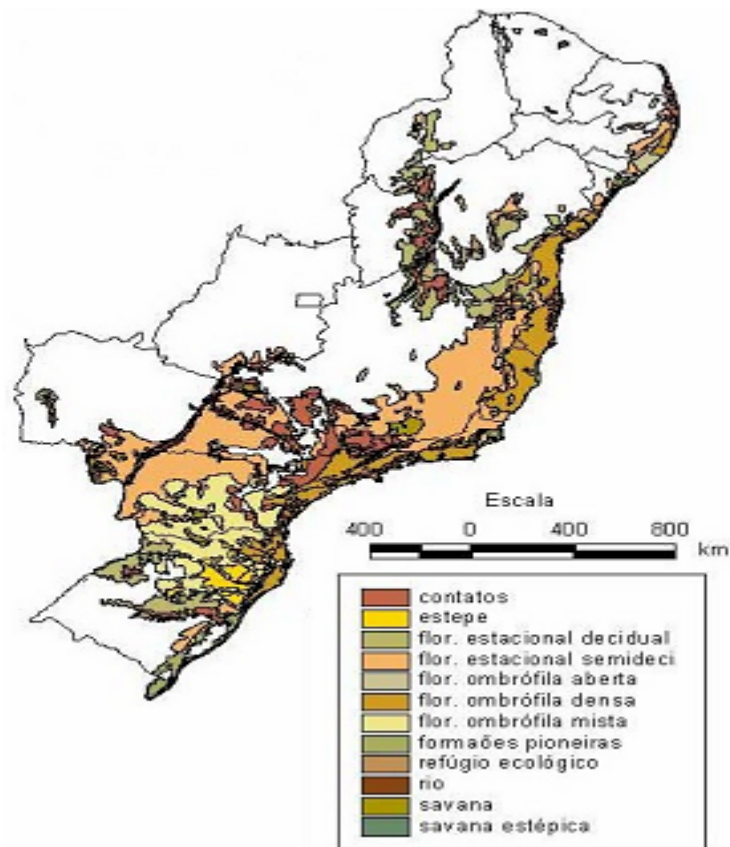 Escala
400 0 400 800
km
contatos
estepe
flor. estacional decidual
flor. estacional semideci
flor. ombrófila aberta
flor. ombrófila densa
flor. ombrófila mista
formaões pioneiras
refúgio ecológico
rio
savana
savana estépica